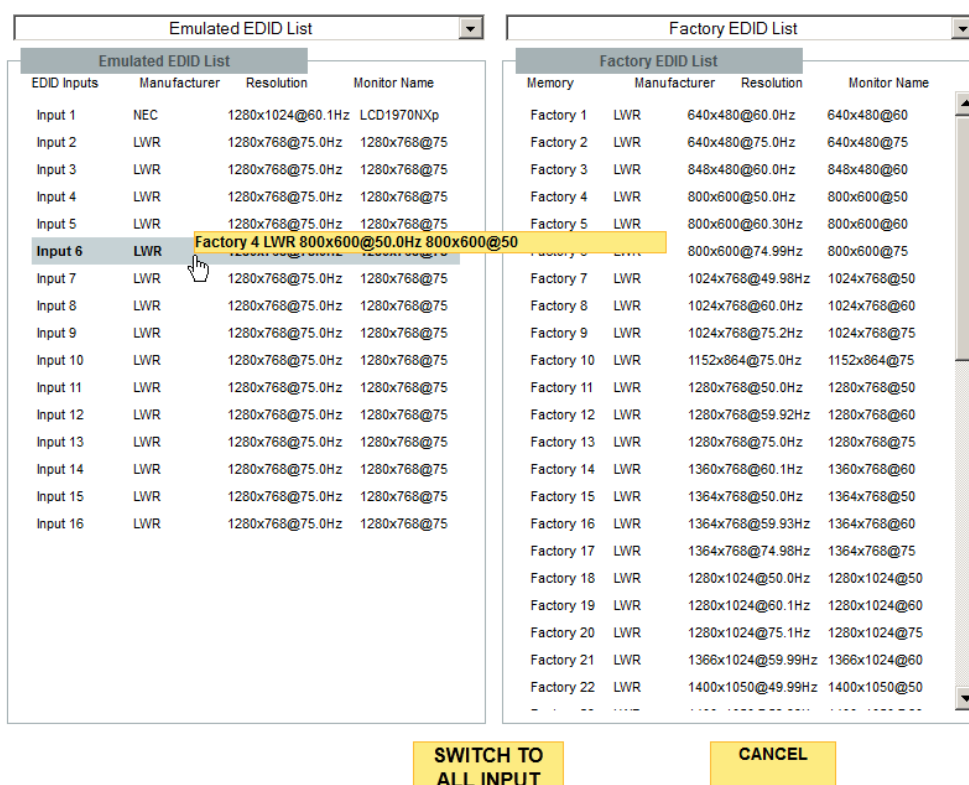 Emulated EDID List
Factory EDID List
Emulated EDID List
EDID Inputs Manufacturer Resolution Monitor Name
Input 1 NEC 1280x1024@60.1Hz LCD1970NXp
Input 2 LWR 1280x768@75.0Hz 1280x768@75
Input 3 LWR 1280x768@75.0Hz 1280x768@75
Input 4 LWR 1280x768@75.0Hz 1280x768@75
Input 5 LWR 1280x768@75.0Hz 1280x768@75
Factory 4 LWR 800x600@50.0Hz 800x600@50
Input 6 LWR
Input 7 LWR 1280x768@75.0Hz 1280x768@75
Input 8 LWR 1280x768@75.0Hz 1280x768@75
Input 9 LWR 1280x768@75.0Hz 1280x768@75
Input 10 LWR 1280x768@75.0Hz 1280x768@75
Input 11 LWR 1280x768@75.0Hz 1280x768@75
Input 12 LWR 1280x768@75.0Hz 1280x768@75
Input 13 LWR 1280x768@75.0Hz 1280x768@75
Input 14 LWR 1280x768@75.0Hz 1280x768@75
Input 15 LWR 1280x768@75.0Hz 1280x768@75
Input 16 LWR 1280x768@75.0Hz 1280x768@75
Factory EDID List
Memory Manufacturer Resolution Monitor Name
Factory 1 LWR 640x480@60.0Hz 640x480@60
Factory 2 LWR 640x480@75.0Hz 640x480@75
Factory 3 LWR 848x480@60.0Hz 848x480@60
Factory 4 LWR 800x600@50.0Hz 800x600@50
Factory 5 LWR 800x600@60.30Hz 800x600@60
800x600@74.99Hz 800x600@75
Factory 7 LWR 1024x768@49.98Hz 1024x768@50
Factory 8 LWR 1024x768@60.0Hz 1024x768@60
Factory 9 LWR 1024x768@75.2Hz 1024x768@75
Factory 10 LWR 1152x864@75.0Hz 1152x864@75
Factory 11 LWR 1280x768@50.0Hz 1280x768@50
Factory 12 LWR 1280x768@59.92Hz 1280x768@60
Factory 13 LWR 1280x768@75.0Hz 1280x768@75
Factory 14 LWR 1360x768@60.1Hz 1360x768@60
Factory 15 LWR 1364x768@50.0Hz 1364x768@50
Factory 16 LWR 1364x768@59.93Hz 1364x768@60
Factory 17 LWR 1364x768@74.98Hz 1364x768@75
Factory 18 LWR 1280x1024@50.0Hz 1280x1024@50
Factory 19 LWR 1280x1024@60.1Hz 1280x1024@60
Factory 20 LWR 1280x1024@75.1Hz 1280x1024@75
Factory 21 LWR 1366x1024@59.99Hz 1366x1024@60
Factory 22 LWR 1400x1050@49.99Hz 1400x1050@50
SWITCH TO
ALL INPUT
CANCEL